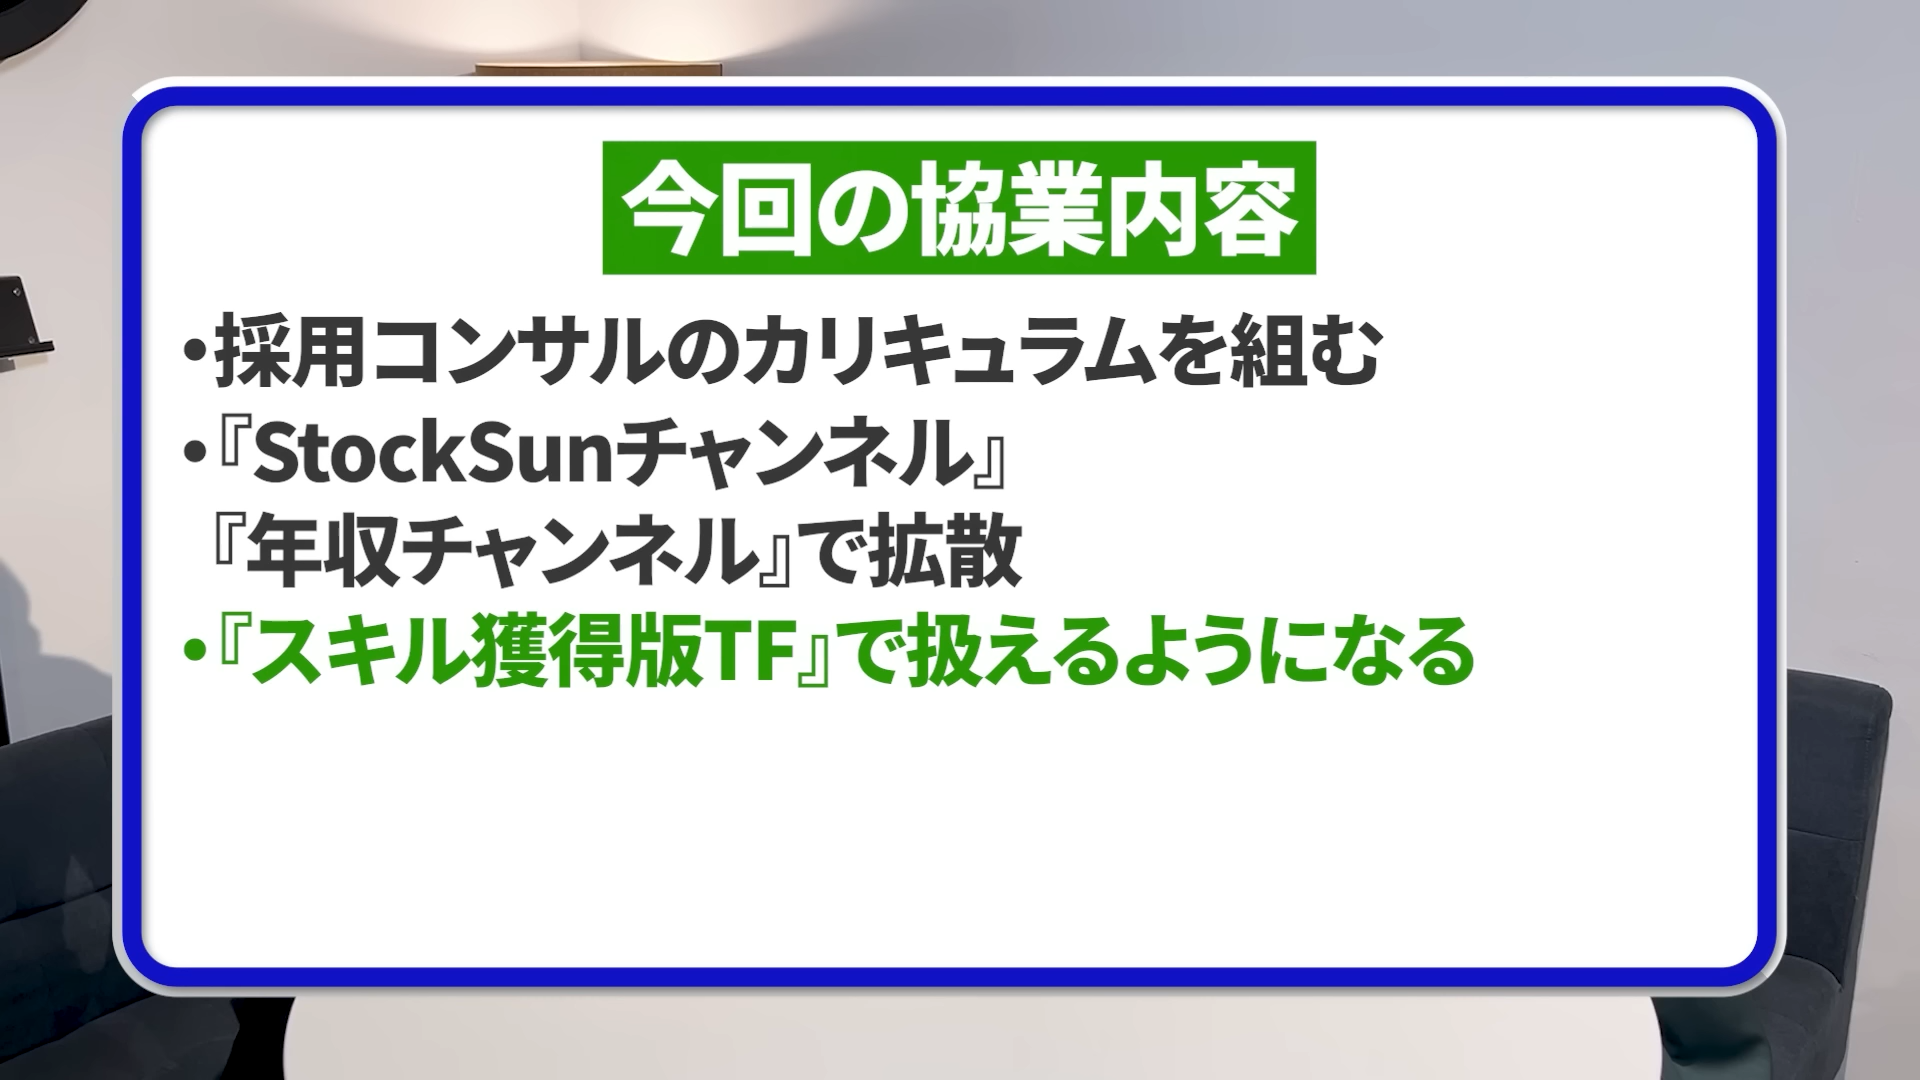 今回の協業内容
・採用コンサルのカリキュラムを組む
・『StockSunチャンネル』
『年収チャンネル』で拡散
・『スキル獲得版TF』で扱えるようになる